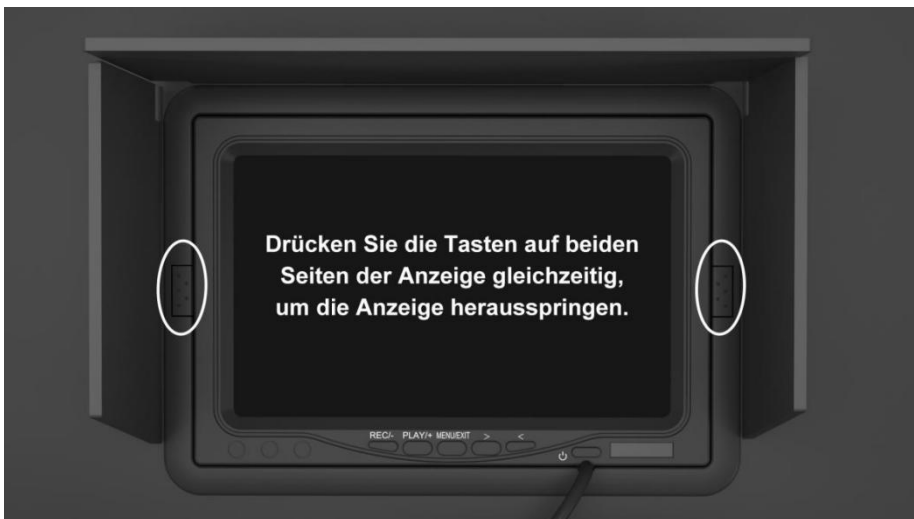 Drücken Sie die Tasten auf beiden
Seiten der Anzeige gleichzeitig,
um die Anzeige herausspringen.
REC/- PLAY/+ MENU/EXIT > <